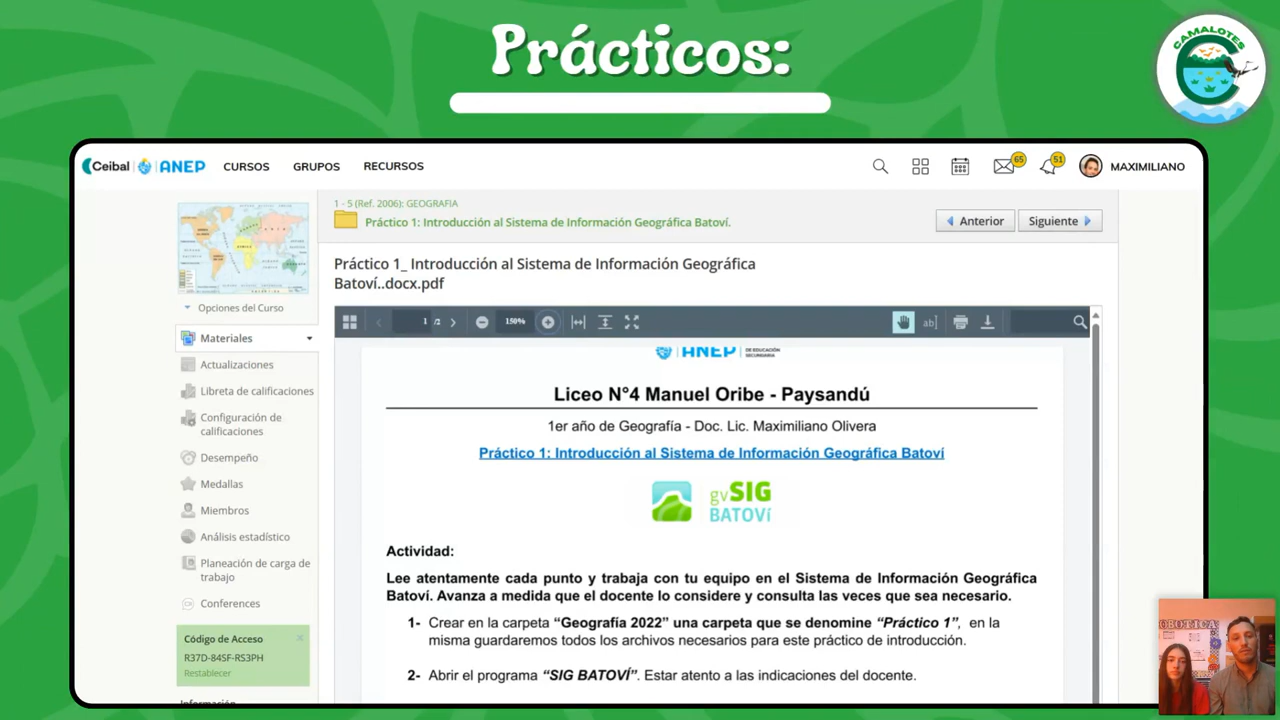 Prácticos:
CAMALOTES
Ceibal ANEP CURSOS GRUPOS RECURSOS 65 51 MAXIMILIANO
1 - 5 (Ref. 2006): GEOGRAFIA
Práctico 1: Introducción al Sistema de Información Geográfica Batoví.
Anterior Siguiente
Práctico 1_ Introducción al Sistema de Información Geográfica
Batoví..docx.pdf
Opciones del Curso
Materiales
Actualizaciones
Libreta de calificaciones
Configuración de
calificaciones
Desempeño
Medallas
Miembros
Análisis estadístico
Planeación de carga de
trabajo
Conferences
Código de Acceso
R37D-84SF-RS3PH
Restablecer
Información
1 /2 150%
ANEP DE EDUCACIÓN
SECUNDARIA
Liceo N°4 Manuel Oribe - Paysandú
1er año de Geografía - Doc. Lic. Maximiliano Olivera
Práctico 1: Introducción al Sistema de Información Geográfica Batoví
gvSIG
BATOVÍ
Actividad:
Lee atentamente cada punto y trabaja con tu equipo en el Sistema de Información Geográfica
Batoví. Avanza a medida que el docente lo considere y consulta las veces que sea necesario.
1- Crear en la carpeta “Geografía 2022” una carpeta que se denomine “Práctico 1”, en la
misma guardaremos todos los archivos necesarios para este práctico de introducción.
2- Abrir el programa “SIG BATOVÍ”. Estar atento a las indicaciones del docente.